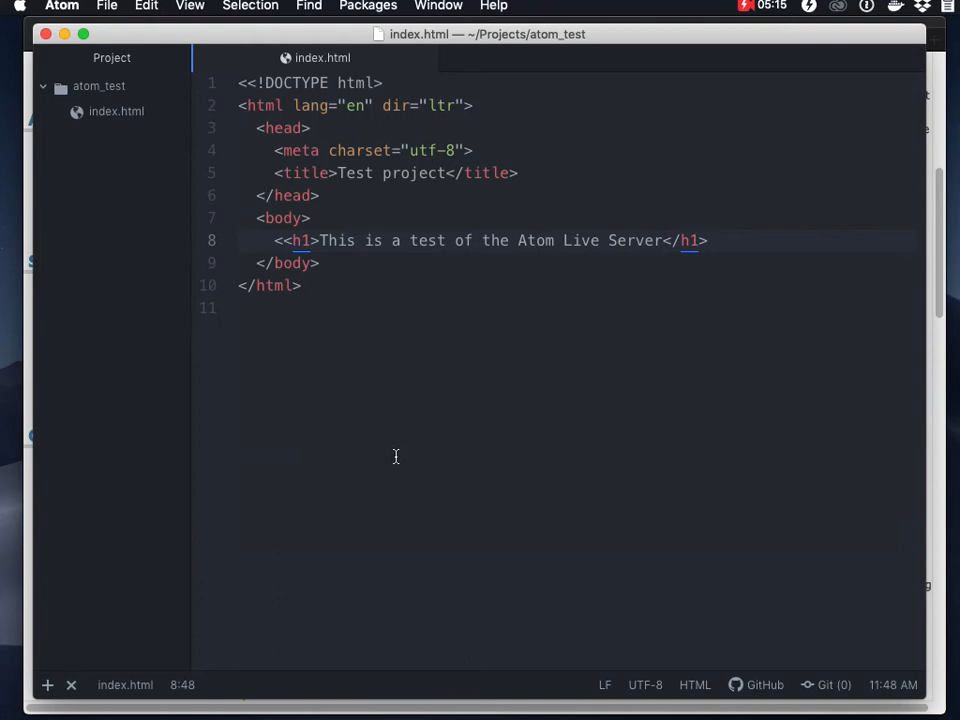 Atom File Edit View Selection Find Packages Window Help 05:15
index.html — ~/Projects/atom_test
Project
index.html
atom_test
index.html
1 <<!DOCTYPE html>
2 <html lang="en" dir="ltr">
3 <head>
4 <meta charset="utf-8">
5 <title>Test project</title>
6 </head>
7 <body>
8 <<h1>This is a test of the Atom Live Server</h1>
9 </body>
10 </html>
11
index.html 8:48 LF UTF-8 HTML GitHub Git (0) 11:48 AM